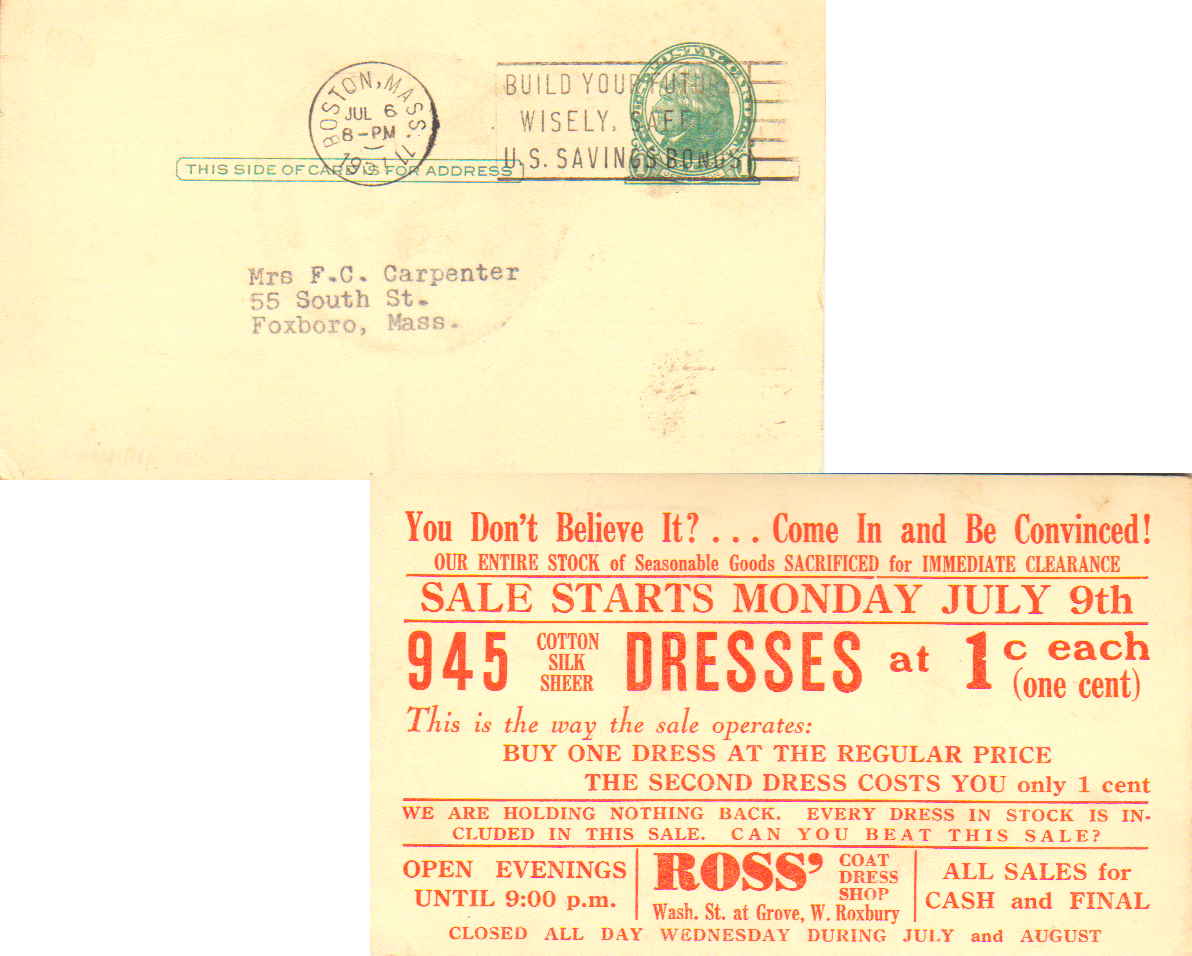 BOSTON, MASS. 11
JUL 6
8-PM
BUILD YOUR FUTURE
WISELY, SAFELY
U.S. SAVINGS BONDS
THIS SIDE OF CARD IS FOR ADDRESS
Mrs F.C. Carpenter
55 South St.
Foxboro, Mass.
You Don't Believe It? . . . Come In and Be Convinced!
OUR ENTIRE STOCK of Seasonable Goods SACRIFICED for IMMEDIATE CLEARANCE
SALE STARTS MONDAY JULY 9th
945 COTTON SILK SHEER DRESSES at 1c each (one cent)
This is the way the sale operates:
BUY ONE DRESS AT THE REGULAR PRICE
THE SECOND DRESS COSTS YOU only 1 cent
WE ARE HOLDING NOTHING BACK. EVERY DRESS IN STOCK IS IN-
CLUDED IN THIS SALE. CAN YOU BEAT THIS SALE?
OPEN EVENINGS
UNTIL 9:00 p.m.
ROSS' COAT DRESS SHOP
Wash. St. at Grove, W. Roxbury
ALL SALES for
CASH and FINAL
CLOSED ALL DAY WEDNESDAY DURING JULY and AUGUST